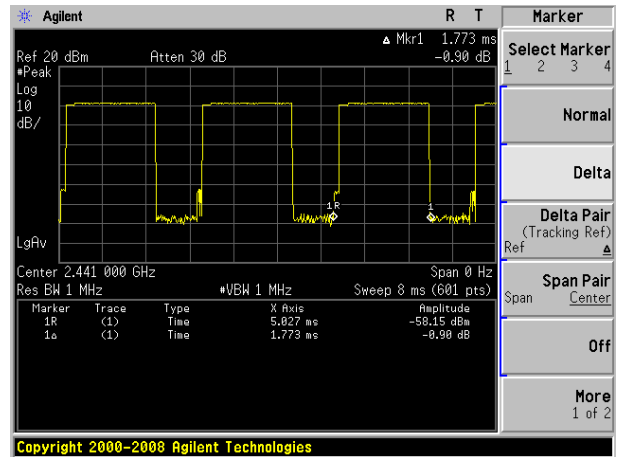 Agilent R T
Δ Mkr1 1.773 ms
Ref 20 dBm Atten 30 dB -0.90 dB
#Peak
Log
10
dB/
1R 1
LgAv
Center 2.441 000 GHz Span 0 Hz
Res BW 1 MHz #VBW 1 MHz Sweep 8 ms (601 pts)
Marker Trace Type X Axis Amplitude
1R (1) Time 5.027 ms -58.15 dBm
1Δ (1) Time 1.773 ms -0.90 dB
Copyright 2000-2008 Agilent Technologies
Marker
Select Marker
1 2 3 4
Normal
Delta
Delta Pair
(Tracking Ref)
Ref Δ
Span Pair
Span Center
Off
More
1 of 2